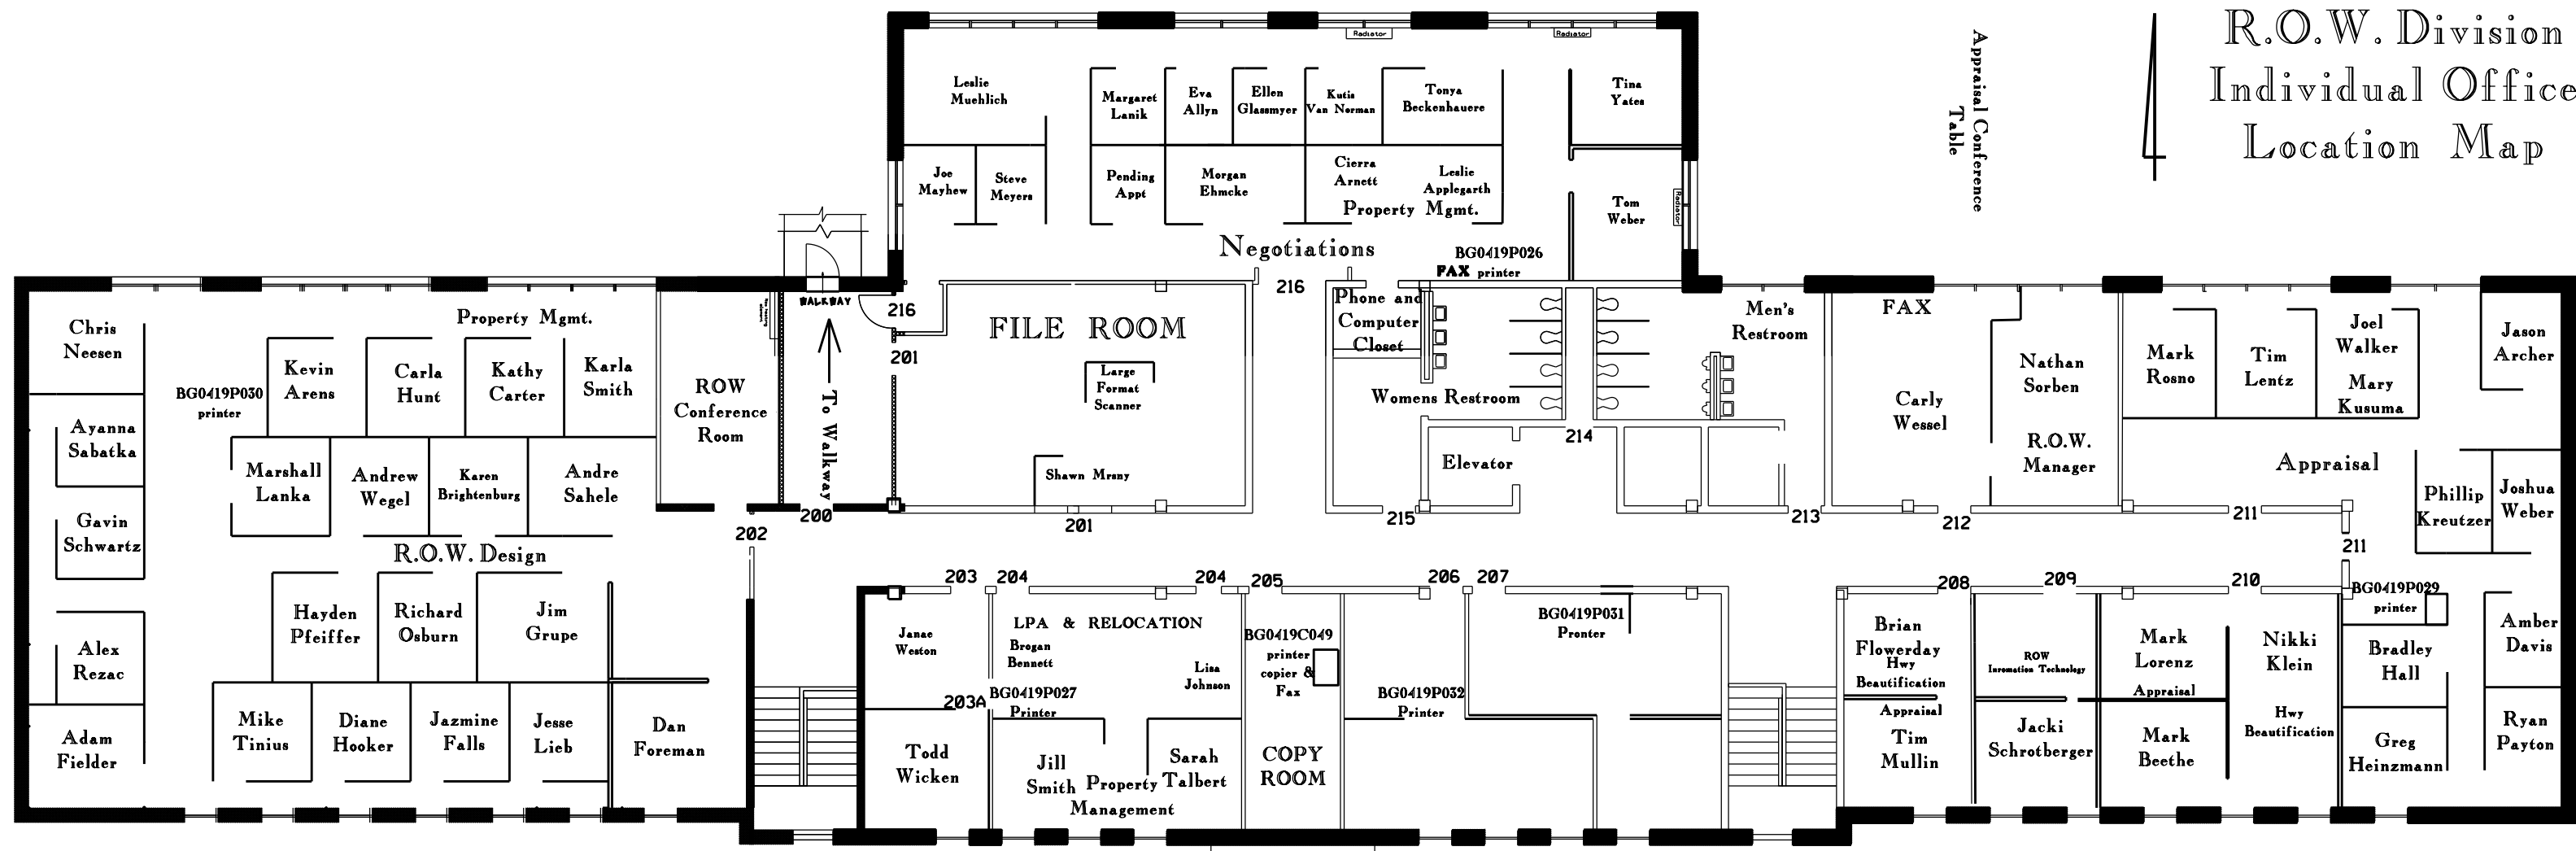 R.O.W. Division
Individual Office
Location Map
Appraisal Conference
Table
Radiator
Radiator
Leslie
Muehlich
Margaret
Lanik
Eva
Allyn
Ellen
Glassmyer
Kutis
Van Norman
Tonya
Beckenhauere
Tina
Yates
Joe
Mayhew
Steve
Meyers
Pending
Appt
Morgan
Ehmcke
Cierra
Arnett
Leslie
Applegarth
Property Mgmt.
Tom
Weber
Radiator
Negotiations
BG0419P026
FAX printer
216
216
WALKWAY
To Walkway
201
200
Chris
Neesen
Property Mgmt.
Kevin
Arens
Carla
Hunt
Kathy
Carter
Karla
Smith
BG0419P030
printer
Ayanna
Sabatka
Marshall
Lanka
Andrew
Wegel
Karen
Brightenburg
Andre
Sahele
Gavin
Schwartz
R.O.W. Design
ROW
Conference
Room
202
FILE ROOM
Large
Format
Scanner
Shawn Mrsny
201
Phone and
Computer
Closet
Womens Restroom
Elevator
214
215
Men's
Restroom
213
FAX
Carly
Wessel
Nathan
Sorben
R.O.W.
Manager
212
Mark
Rosno
Tim
Lentz
Joel
Walker
Mary
Kusuma
Jason
Archer
Appraisal
Phillip
Kreutzer
Joshua
Weber
211
211
Hayden
Pfeiffer
Richard
Osburn
Jim
Grupe
Alex
Rezac
Adam
Fielder
Mike
Tinius
Diane
Hooker
Jazmine
Falls
Jesse
Lieb
Dan
Foreman
203
204
204
205
206
207
Janae
Weston
203A
Todd
Wicken
LPA & RELOCATION
Brogan
Bennett
Lisa
Johnson
BG0419P027
Printer
Jill
Smith
Sarah
Talbert
Property
Management
BG0419C049
printer
copier &
Fax
COPY
ROOM
BG0419P032
Printer
BG0419P031
Pronter
208
209
210
Brian
Flowerday
Hwy
Beautification
Appraisal
Tim
Mullin
ROW
Inromation Technology
Jacki
Schrotberger
Mark
Lorenz
Appraisal
Mark
Beethe
Nikki
Klein
Hwy
Beautification
BG0419P029
printer
Bradley
Hall
Greg
Heinzmann
Amber
Davis
Ryan
Payton